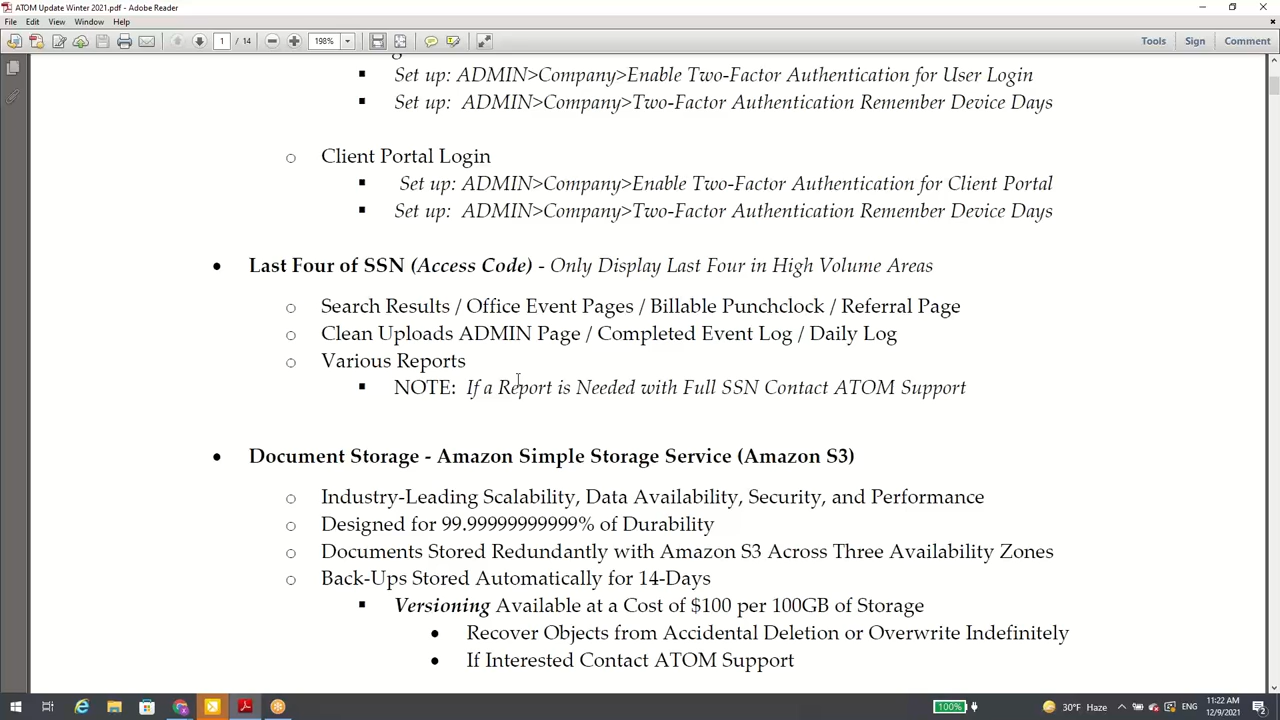 ATOM Update Winter 2021.pdf - Adobe Reader
File Edit View Window Help
1 / 14 198% Tools Sign Comment
Set up: ADMIN>Company>Enable Two-Factor Authentication for User Login
Set up: ADMIN>Company>Two-Factor Authentication Remember Device Days
Client Portal Login
Set up: ADMIN>Company>Enable Two-Factor Authentication for Client Portal
Set up: ADMIN>Company>Two-Factor Authentication Remember Device Days
Last Four of SSN (Access Code) - Only Display Last Four in High Volume Areas
Search Results / Office Event Pages / Billable Punchclock / Referral Page
Clean Uploads ADMIN Page / Completed Event Log / Daily Log
Various Reports
NOTE: If a Report is Needed with Full SSN Contact ATOM Support
Document Storage - Amazon Simple Storage Service (Amazon S3)
Industry-Leading Scalability, Data Availability, Security, and Performance
Designed for 99.99999999999% of Durability
Documents Stored Redundantly with Amazon S3 Across Three Availability Zones
Back-Ups Stored Automatically for 14-Days
Versioning Available at a Cost of $100 per 100GB of Storage
Recover Objects from Accidental Deletion or Overwrite Indefinitely
If Interested Contact ATOM Support
100% 30°F Haze ENG 11:22 AM
12/9/2021